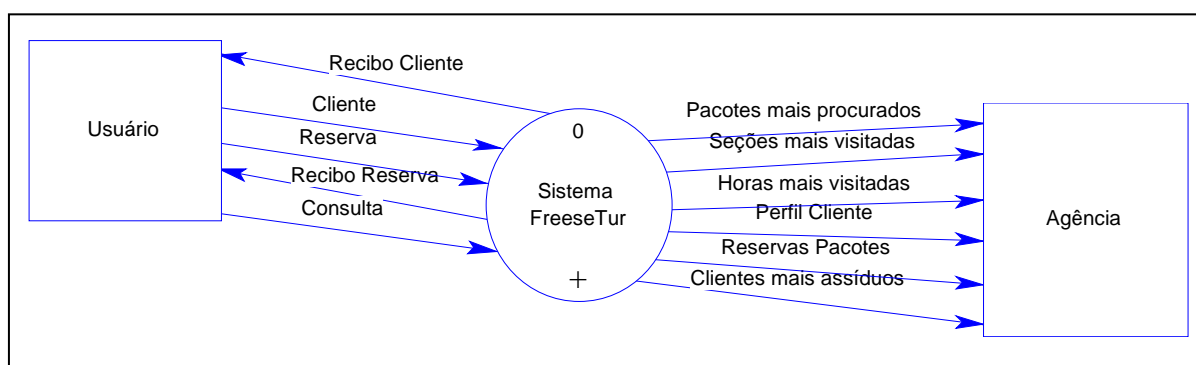 Recibo Cliente
Cliente
Usuário
Reserva
Recibo Reserva
Consulta
0
Sistema
FreeseTur
+
Pacotes mais procurados
Seções mais visitadas
Horas mais visitadas
Perfil Cliente
Reservas Pacotes
Clientes mais assíduos
Agência